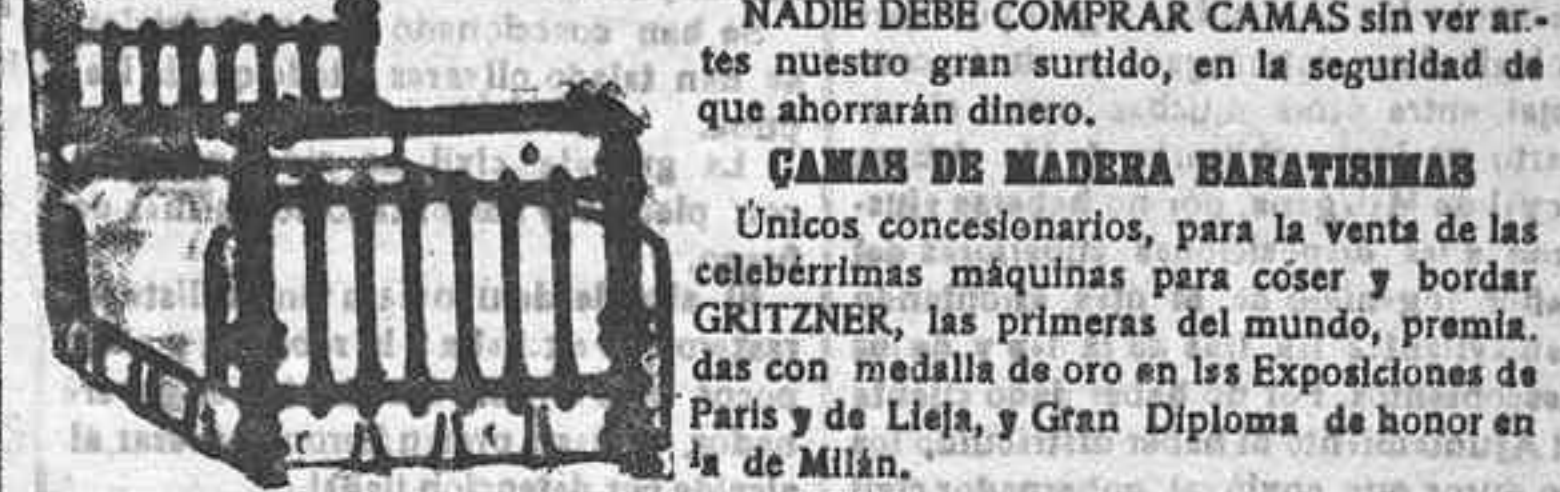 NADIE DEBE COMPRAR CAMAS sin ver an-
tes nuestro gran surtido, en la seguridad de
que ahorrarán dinero.
CAMAS DE MADERA BARATISIMAS
Únicos concesionarios, para la venta de las
celebérrimas máquinas para coser y bordar
GRITZNER, las primeras del mundo, premia.
das con medalla de oro en lss Exposiciones de
Paris y de Lieja, y Gran Diploma de honor en
la de Milán.